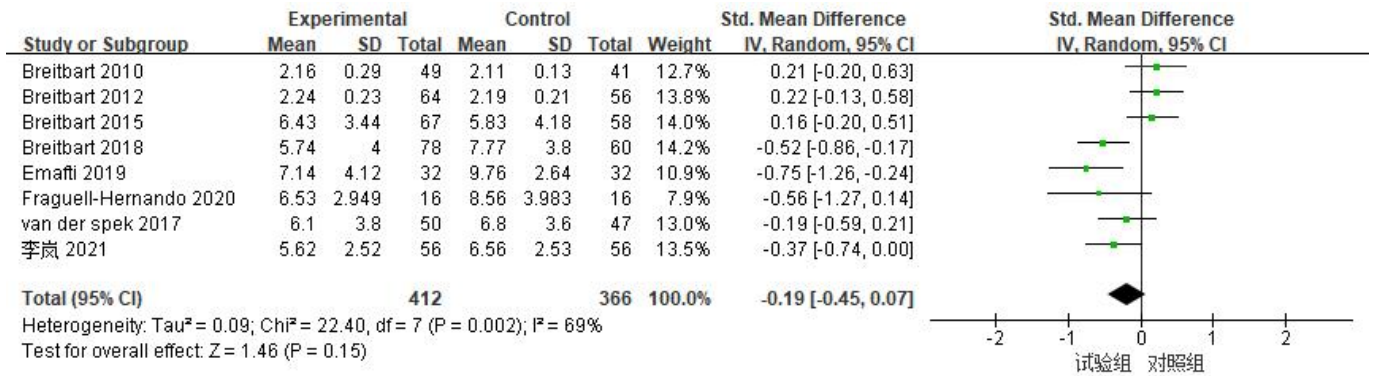 Experimental Control Std. Mean Difference Std. Mean Difference
Study or Subgroup Mean SD Total Mean SD Total Weight IV, Random, 95% CI IV, Random, 95% CI
Breitbart 2010 2.16 0.29 49 2.11 0.13 41 12.7% 0.21 [-0.20, 0.63]
Breitbart 2012 2.24 0.23 64 2.19 0.21 56 13.8% 0.22 [-0.13, 0.58]
Breitbart 2015 6.43 3.44 67 5.83 4.18 58 14.0% 0.16 [-0.20, 0.51]
Breitbart 2018 5.74 4 78 7.77 3.8 60 14.2% -0.52 [-0.86, -0.17]
Emafti 2019 7.14 4.12 32 9.76 2.64 32 10.9% -0.75 [-1.26, -0.24]
Fraguell-Hernando 2020 6.53 2.949 16 8.56 3.983 16 7.9% -0.56 [-1.27, 0.14]
van der spek 2017 6.1 3.8 50 6.8 3.6 47 13.0% -0.19 [-0.59, 0.21]
李岚 2021 5.62 2.52 56 6.56 2.53 56 13.5% -0.37 [-0.74, 0.00]
Total (95% CI) 412 366 100.0% -0.19 [-0.45, 0.07]
Heterogeneity: Tau² = 0.09; Chi² = 22.40, df = 7 (P = 0.002); I² = 69%
Test for overall effect: Z = 1.46 (P = 0.15)
-2 -1 0 1 2
试验组 对照组